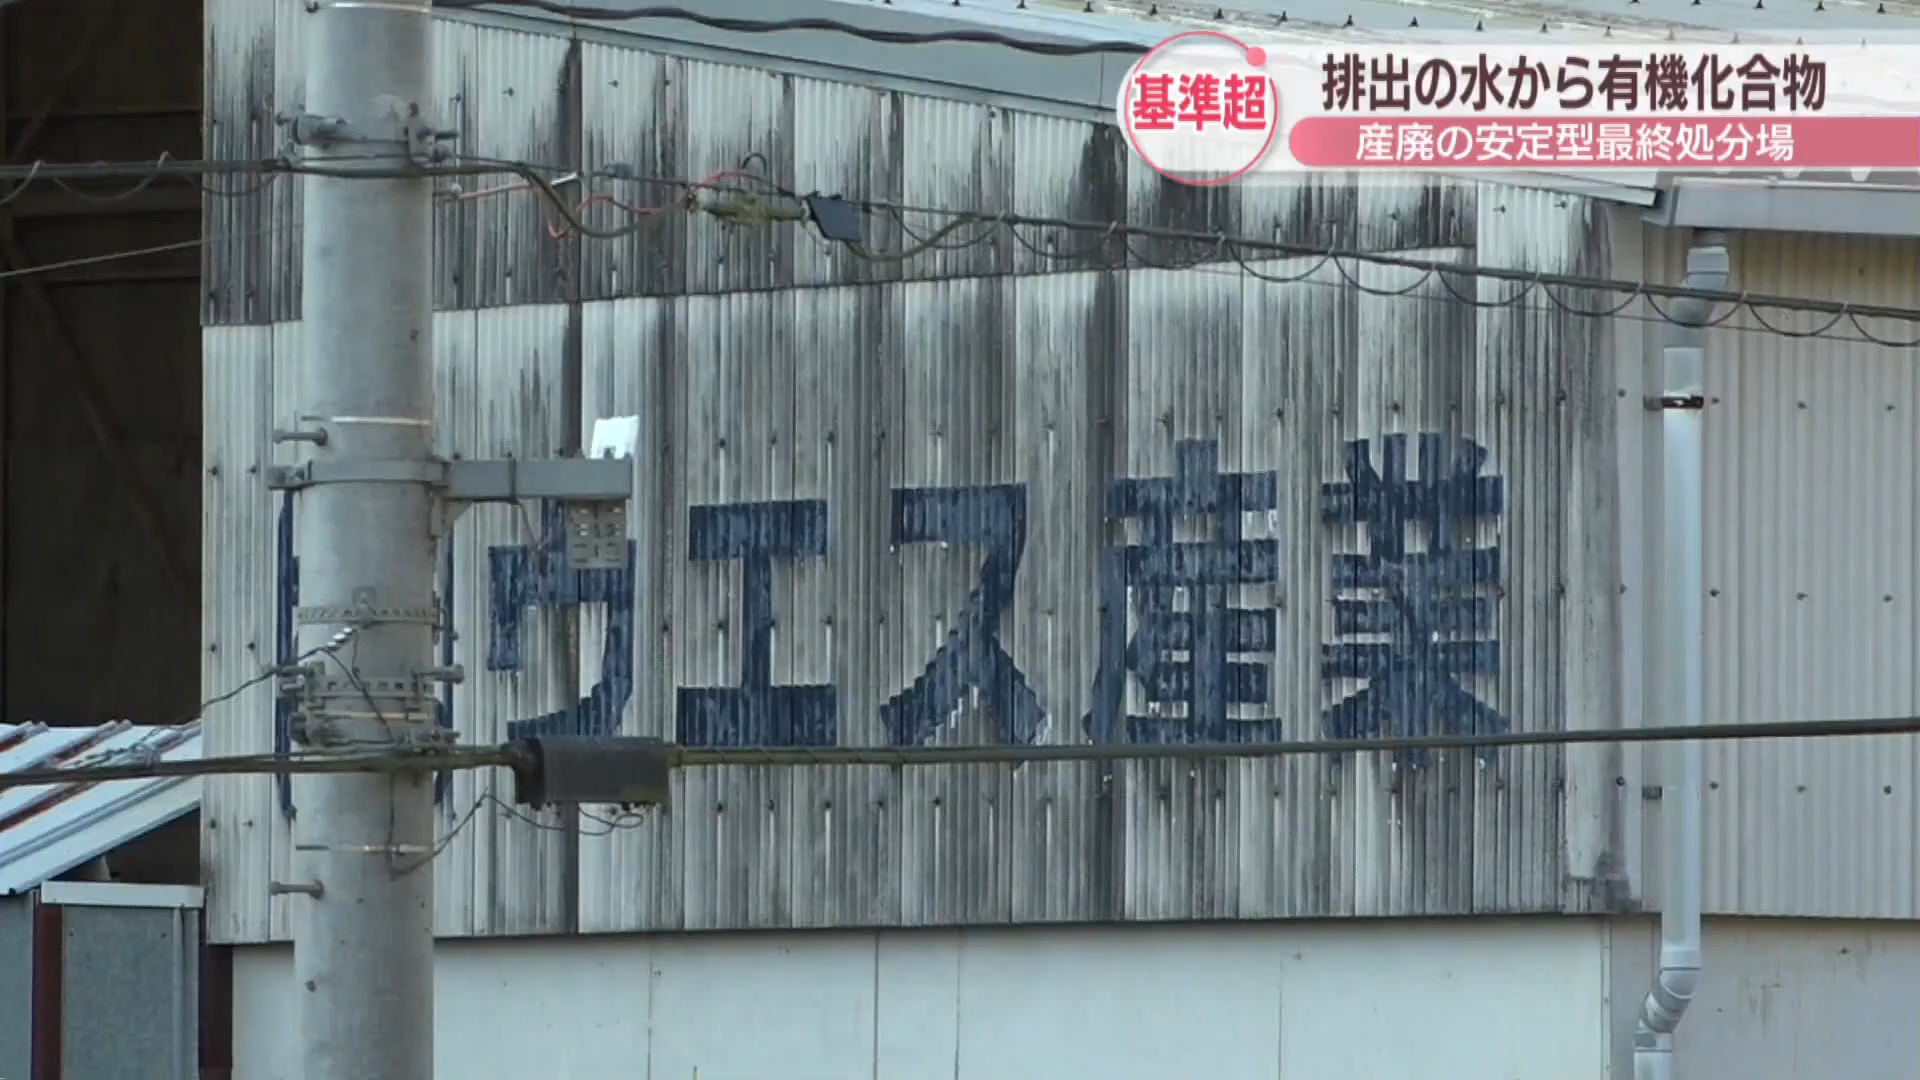 基準超
排出の水から有機化合物
産廃の安定型最終処分場
ウエス産業